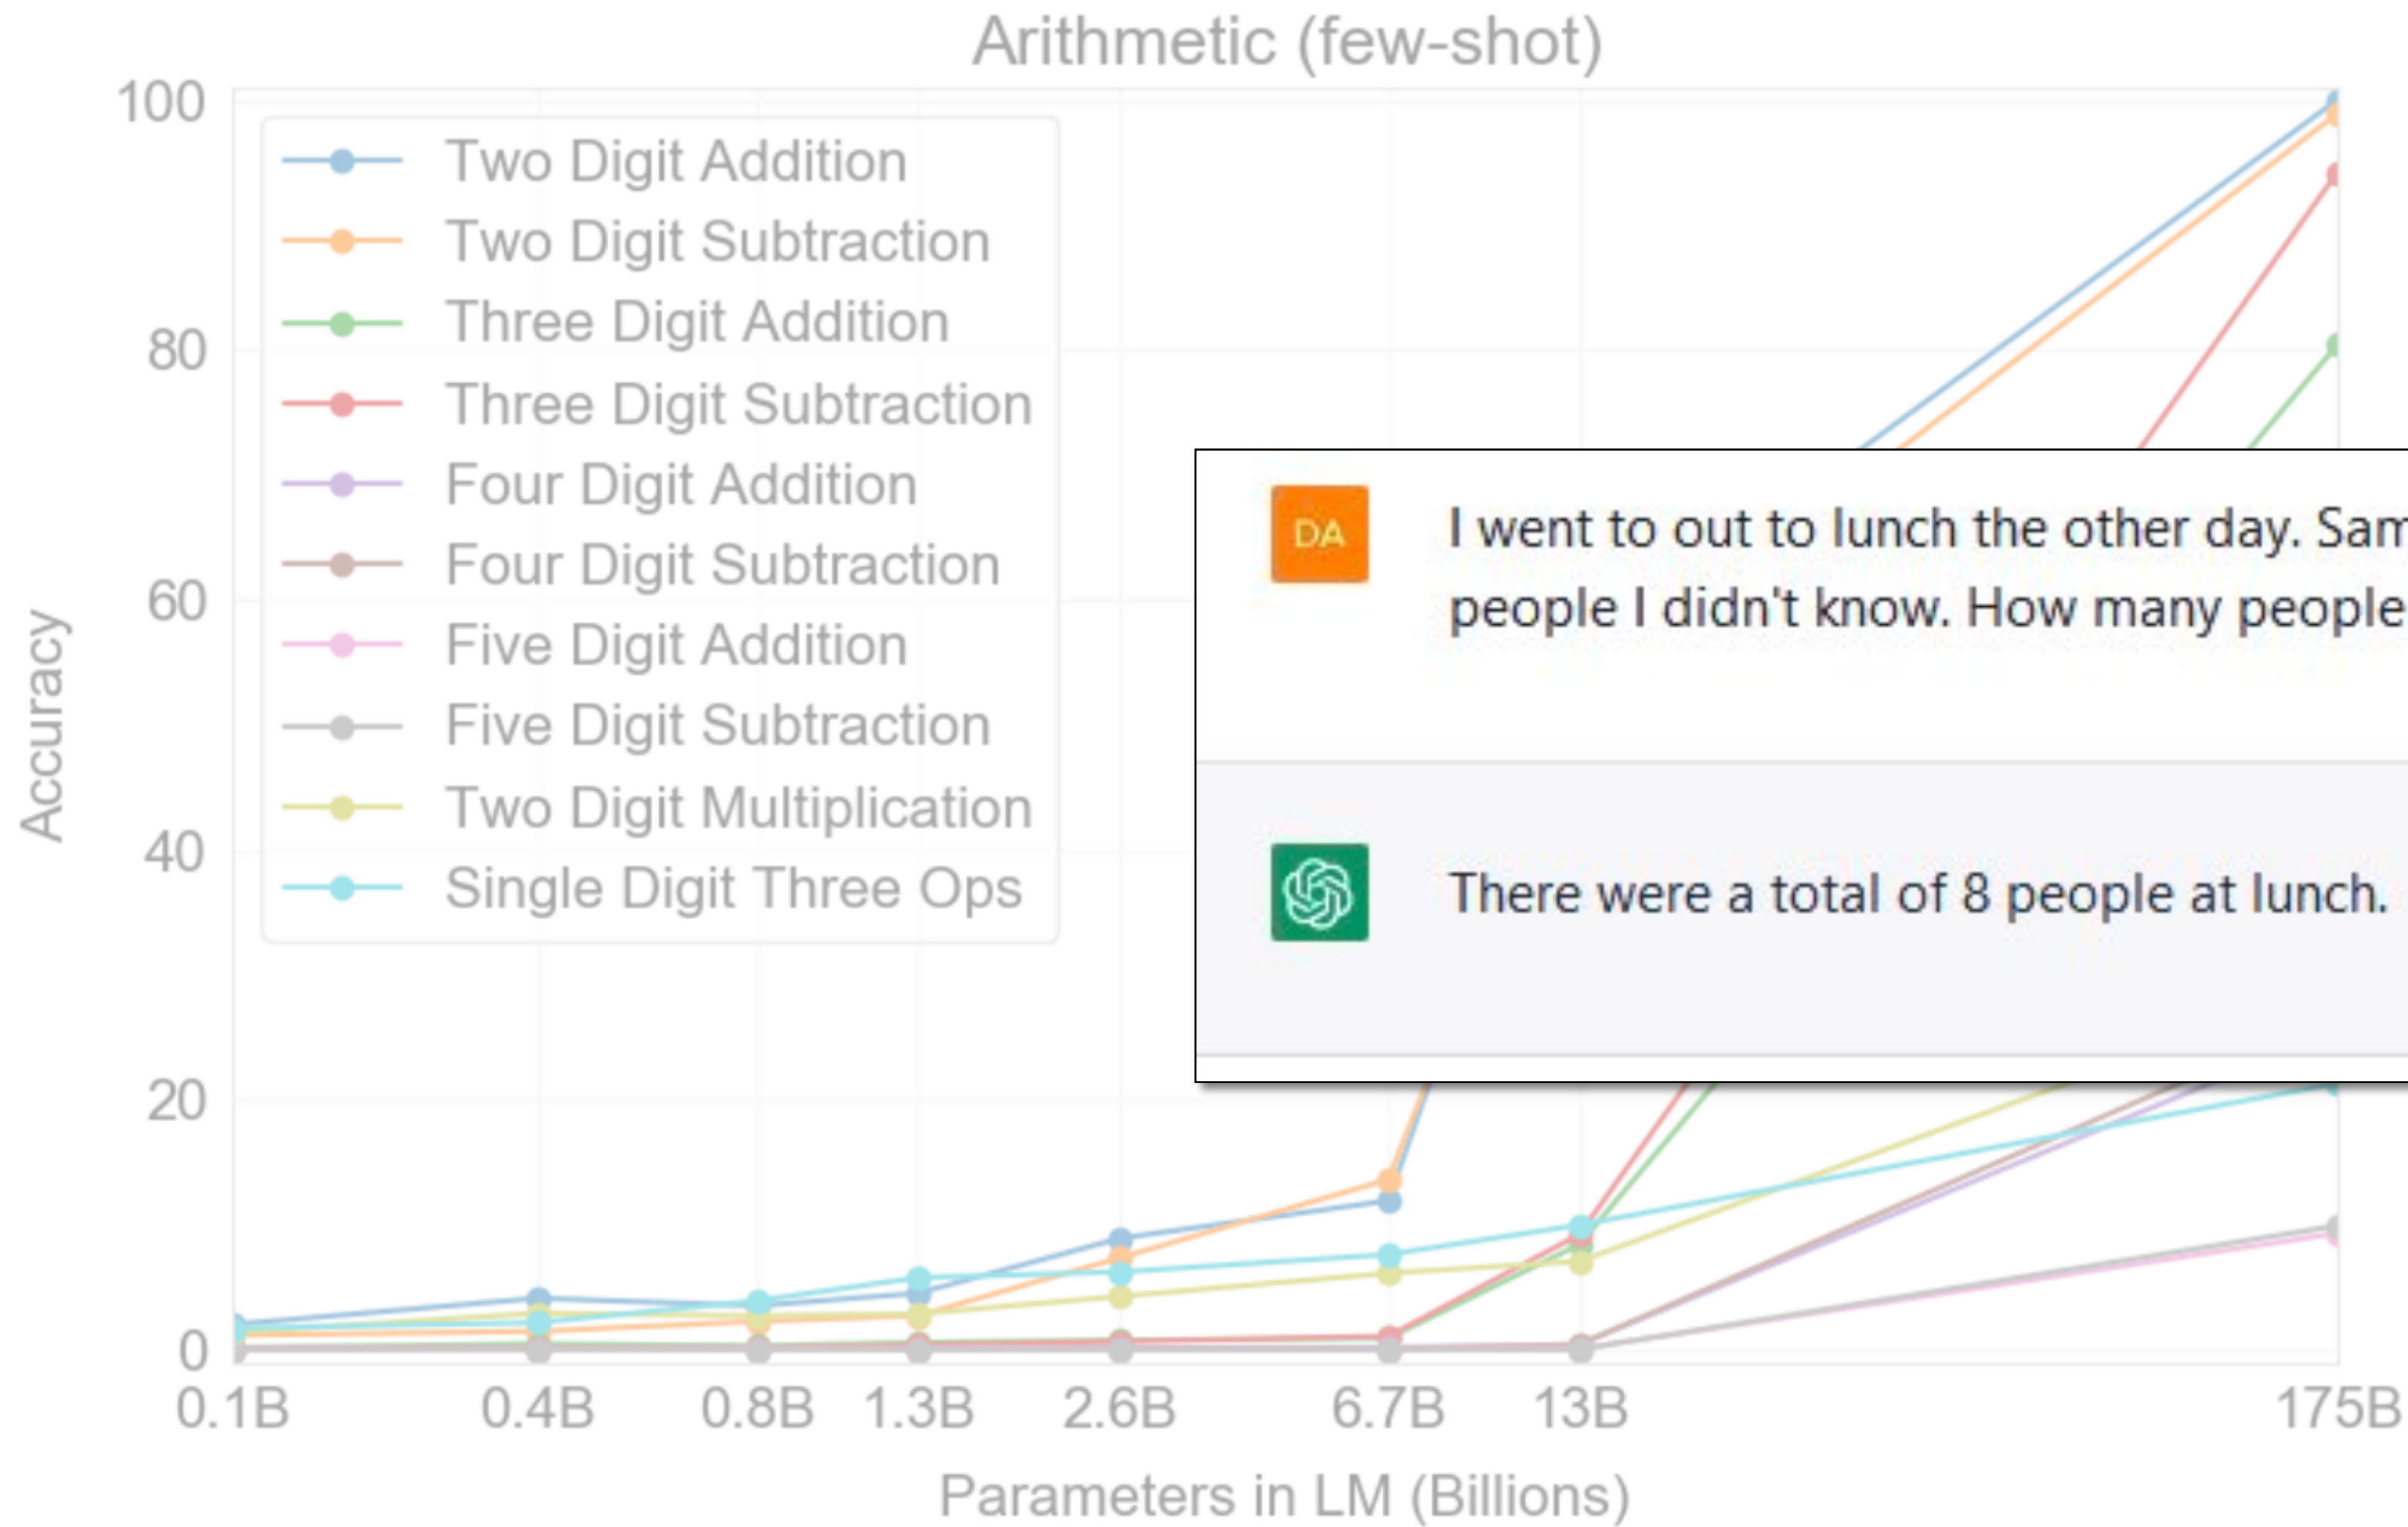 Arithmetic (few-shot)
100
80
60
40
20
0
Accuracy
Two Digit Addition
Two Digit Subtraction
Three Digit Addition
Three Digit Subtraction
Four Digit Addition
Four Digit Subtraction
Five Digit Addition
Five Digit Subtraction
Two Digit Multiplication
Single Digit Three Ops
DA
I went to out to lunch the other day. Sam
people I didn't know. How many people
There were a total of 8 people at lunch.
0.1B 0.4B 0.8B 1.3B 2.6B 6.7B 13B 175B
Parameters in LM (Billions)